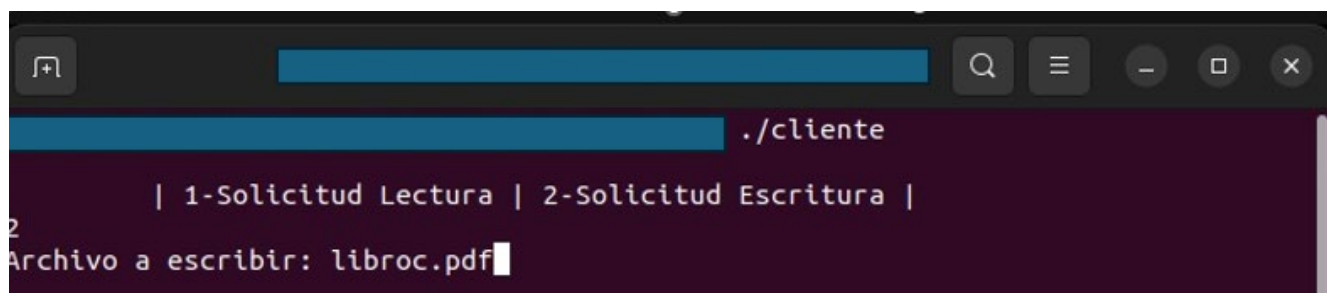 ./cliente
| 1-Solicitud Lectura | 2-Solicitud Escritura |
2
Archivo a escribir: libroc.pdf